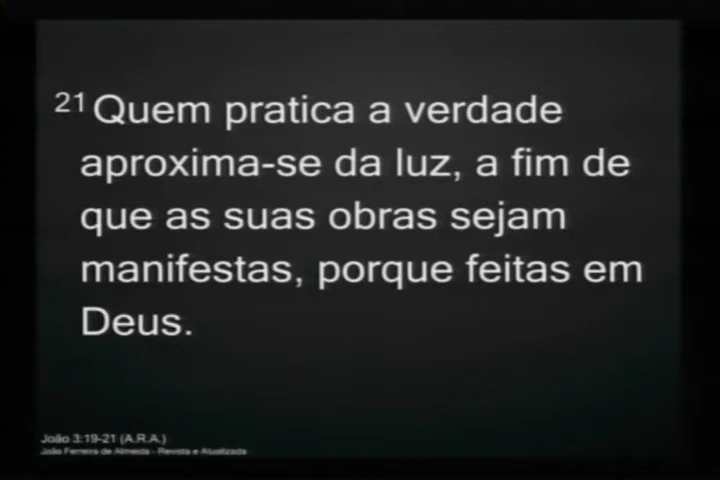 21 Quem pratica a verdade
aproxima-se da luz, a fim de
que as suas obras sejam
manifestas, porque feitas em
Deus.
João 3:19-21 (A.R.A.)
João Ferreira de Almeida - Revista e Atualizada